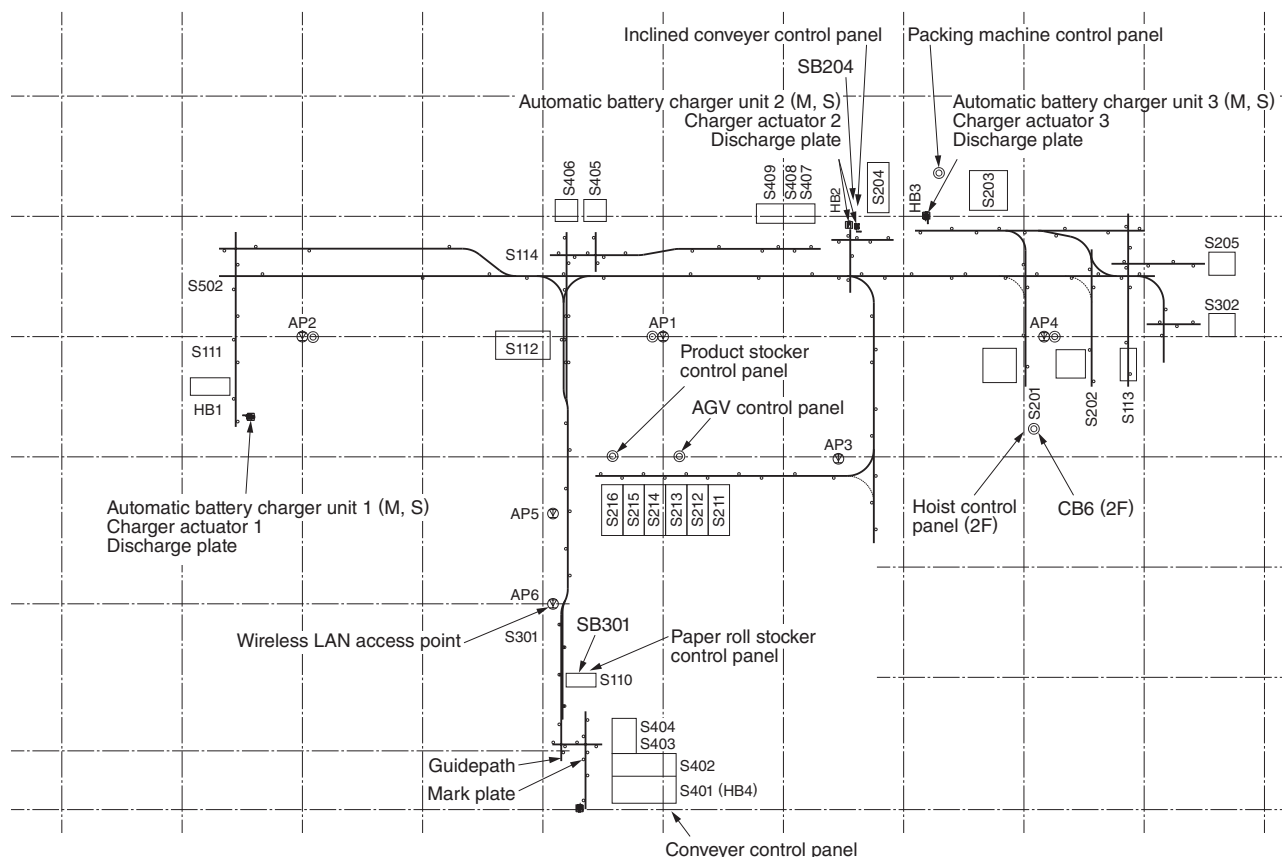 Inclined conveyer control panel
Packing machine control panel
SB204
Automatic battery charger unit 2 (M, S)
Charger actuator 2
Discharge plate
Automatic battery charger unit 3 (M, S)
Charger actuator 3
Discharge plate
S406
S405
S409
S408
S407
HB2
S204
HB3
S203
S114
S205
S502
S302
AP2
AP1
AP4
S111
S112
Product stocker
control panel
HB1
AGV control panel
S201
S202
S113
AP3
Automatic battery charger unit 1 (M, S)
Charger actuator 1
Discharge plate
S216
S215
S214
S213
S212
S211
AP5
Hoist control
panel (2F)
CB6 (2F)
AP6
Wireless LAN access point
S301
SB301
Paper roll stocker
control panel
S110
S404
S403
Guidepath
S402
Mark plate
S401 (HB4)
Conveyer control panel